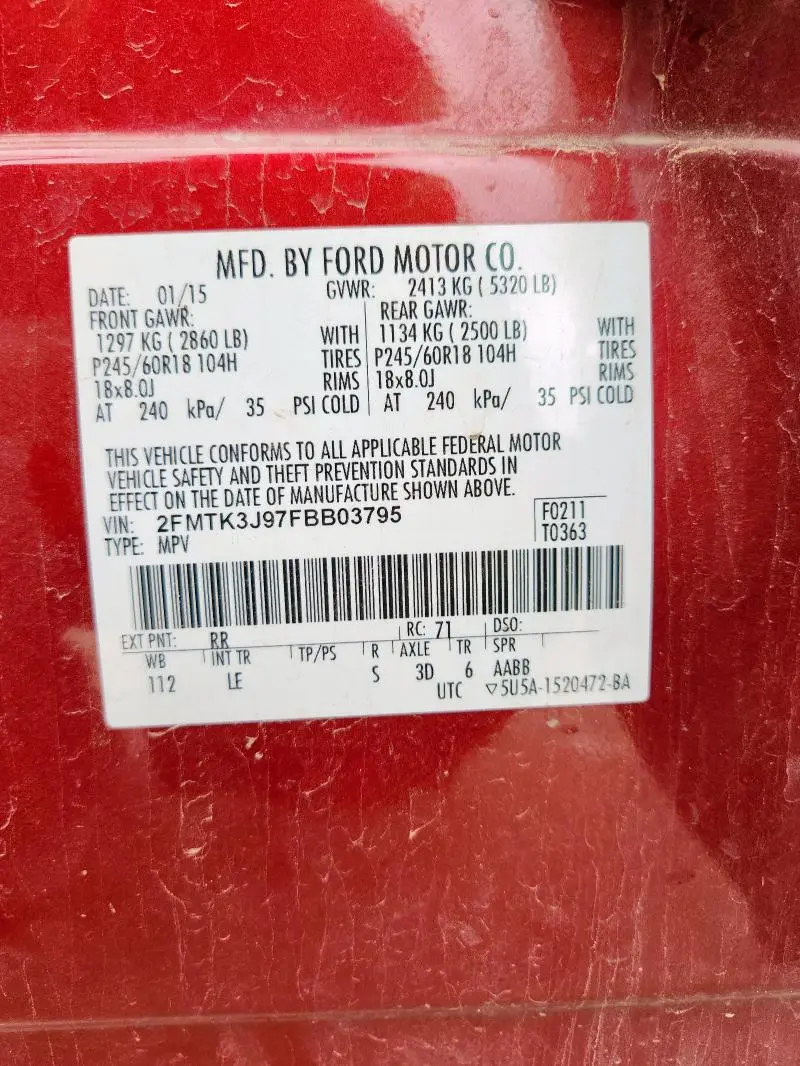 MFD. BY FORD MOTOR CO.
DATE: 01/15 GVWR: 2413 KG ( 5320 LB)
FRONT GAWR: REAR GAWR:
1297 KG ( 2860 LB) WITH 1134 KG ( 2500 LB) WITH
P245/60R18 104H TIRES P245/60R18 104H TIRES
18x8.0J RIMS 18x8.0J RIMS
AT 240 kPa/ 35 PSI COLD AT 240 kPa/ 35 PSI COLD
THIS VEHICLE CONFORMS TO ALL APPLICABLE FEDERAL MOTOR
VEHICLE SAFETY AND THEFT PREVENTION STANDARDS IN
EFFECT ON THE DATE OF MANUFACTURE SHOWN ABOVE.
VIN: 2FMTK3J97FBB03795 F0211
TYPE: MPV T0363
EXT PNT: RR RC: 71 DSO:
WB INT TR TP/PS R AXLE TR SPR
112 LE S 3D 6 AABB
UTC ▽5U5A-1520472-BA